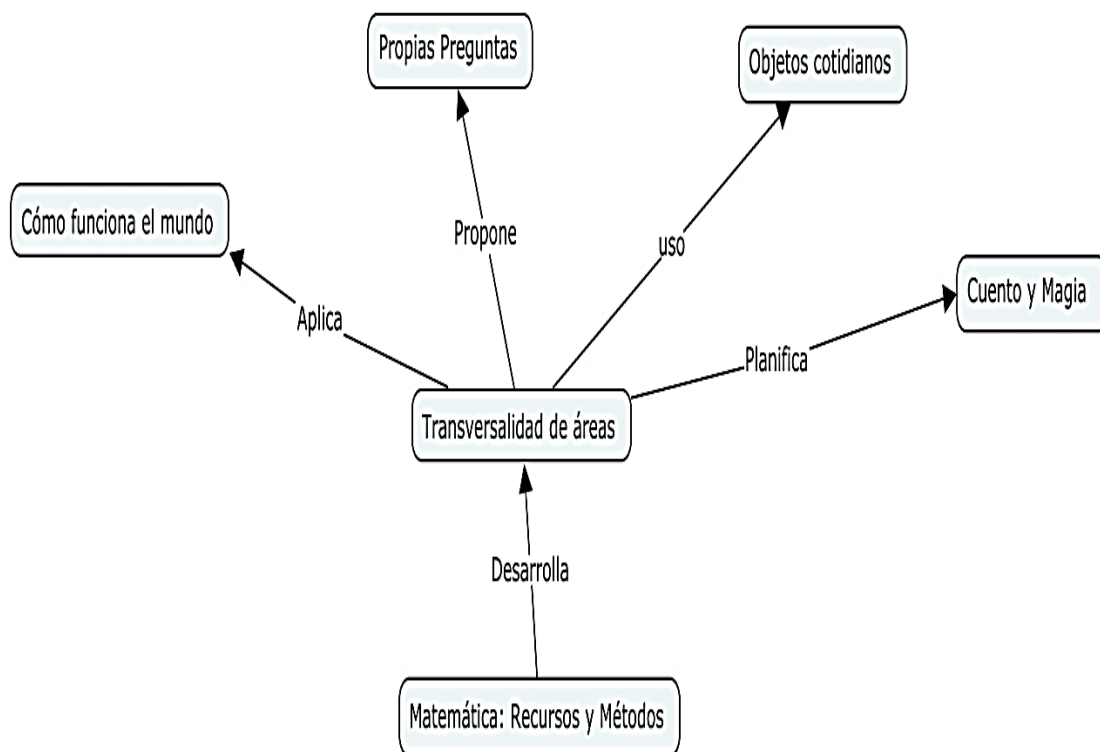 Propias Preguntas
Objetos cotidianos
Cómo funciona el mundo
Propone
uso
Cuento y Magia
Aplica
Planifica
Transversalidad de áreas
Desarrolla
Matemática: Recursos y Métodos